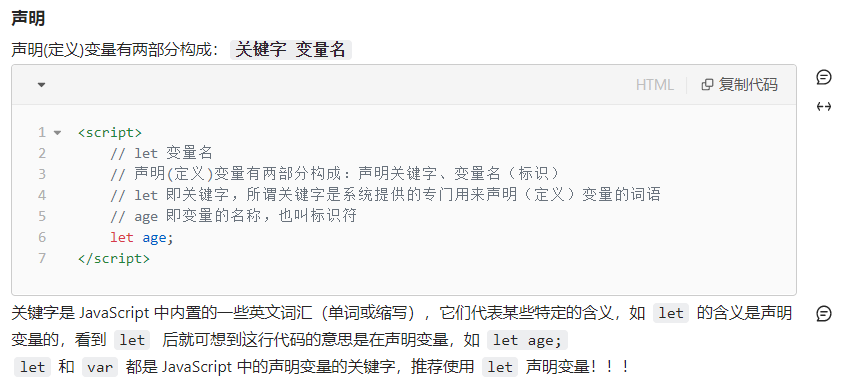 声明
声明(定义)变量有两部分构成： 关键字 变量名
HTML 复制代码
1 <script>
2 // let 变量名
3 // 声明(定义)变量有两部分构成：声明关键字、变量名（标识）
4 // let 即关键字，所谓关键字是系统提供的专门用来声明（定义）变量的词语
5 // age 即变量的名称，也叫标识符
6 let age;
7 </script>
关键字是 JavaScript 中内置的一些英文词汇（单词或缩写），它们代表某些特定的含义，如 let 的含义是声明
变量的，看到 let 后就可想到这行代码的意思是在声明变量，如 let age;
let 和 var 都是 JavaScript 中的声明变量的关键字，推荐使用 let 声明变量！！！